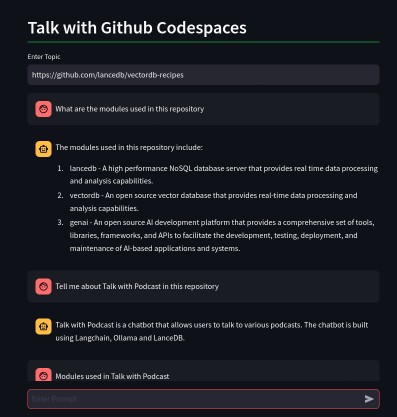 Talk with Github Codespaces
Enter Topic
https://github.com/lancedb/vectordb-recipes
What are the modules used in this repository
The modules used in this repository include:
1. lancedb - A high performance NoSQL database server that provides real time data processing
and analysis capabilities.
2. vectordb - An open source vector database that provides real-time data processing and
analysis capabilities.
3. genai - An open source AI development platform that provides a comprehensive set of tools,
libraries, frameworks, and APIs to facilitate the development, testing, deployment, and
maintenance of AI-based applications and systems.
Tell me about Talk with Podcast in this repository
Talk with Podcast is a chatbot that allows users to talk to various podcasts. The chatbot is built
using Langchain, Ollama and LanceDB.
Modules used in Talk with Podcast
Enter Prompt